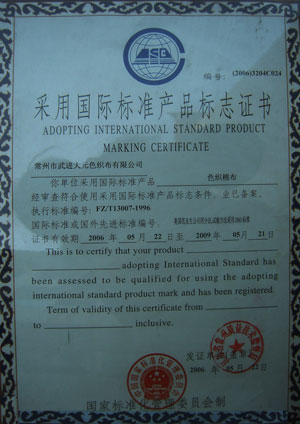 编号: (2006)3204C024
采用国际标准产品标志证书
ADOPTING INTERNATIONAL STANDARD PRODUCT
MARKING CERTIFICATE
常州市武进大元色织布有限公司
你单位采用国际标准产品 色织棉布
经审查符合使用采用国际标准产品标志条件，业已备案。
执行标准编号: FZ/T13007-1996
国际标准或国外先进标准编号、
证书有效期 2006 年 05 月 22 日至 2009 年 05 月 21 日
This is to certify that your product
adopting International Standard has
been assessed to be qualified for using the adopting
international standard product mark and has been registered.
Term of validity of this certificate from
to inclusive.
发证单位
2006 年 05 月 22 日
国家标准化管理委员会制